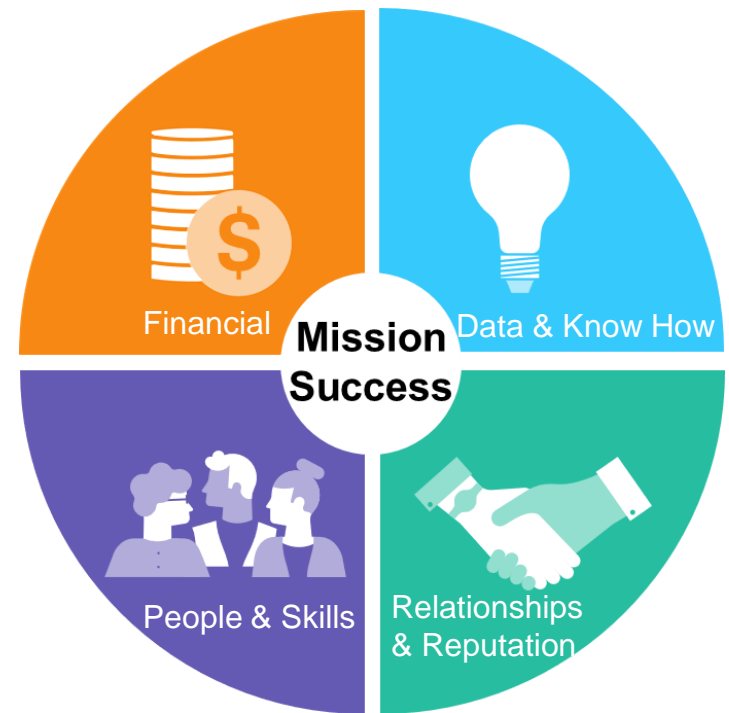 $
Financial
Data & Know How
Mission
Success
People & Skills
Relationships
& Reputation